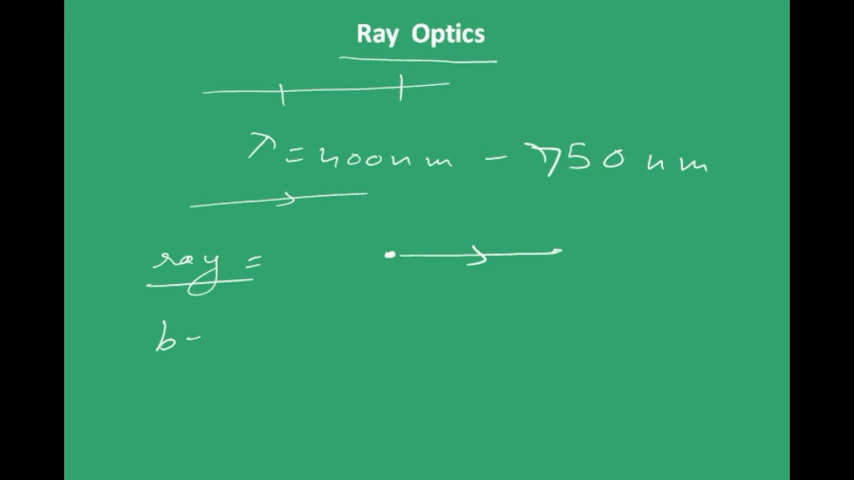 Ray Optics
λ = 400nm - 750nm
ray =
b-